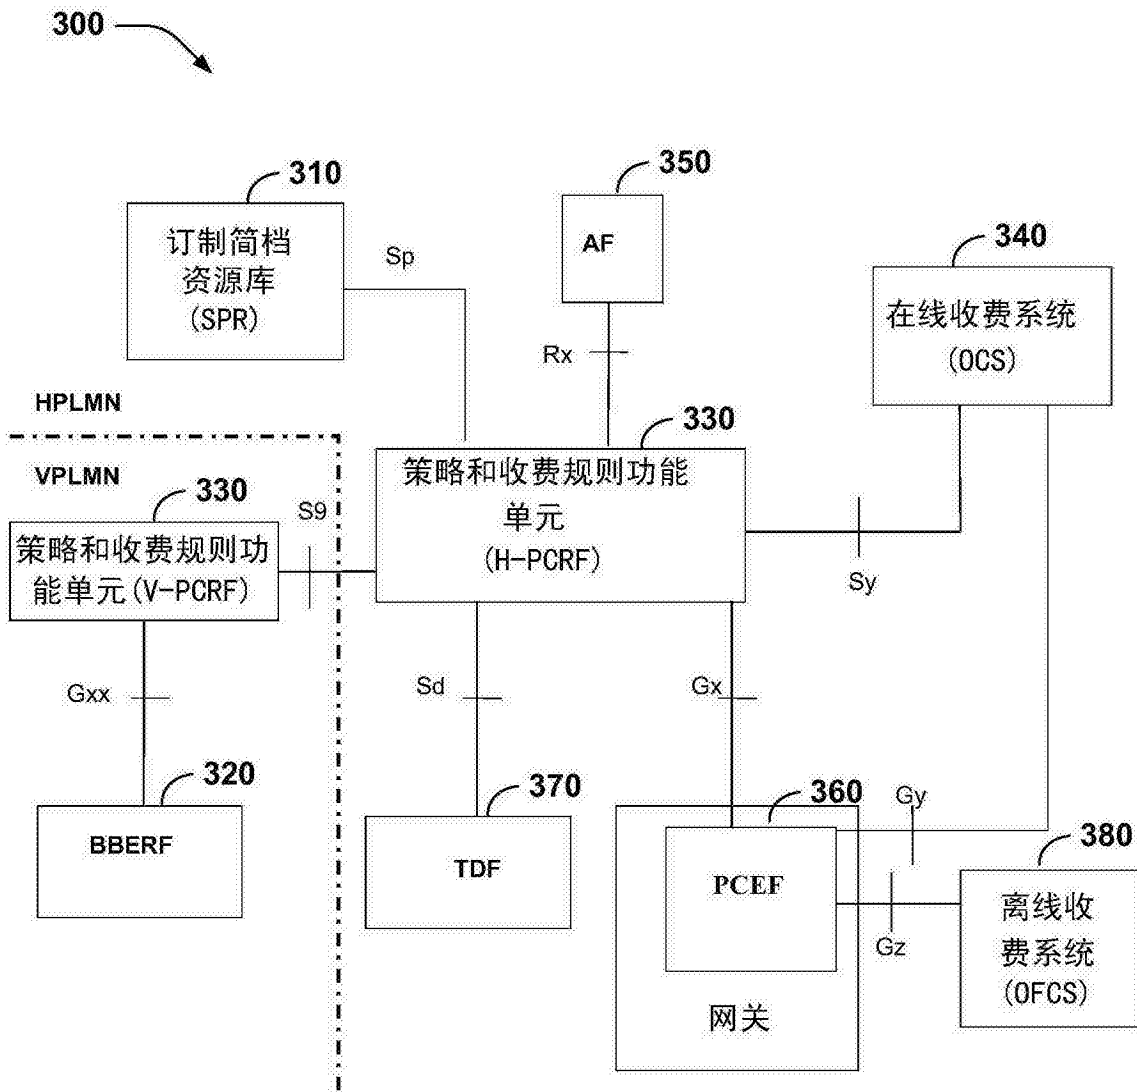 300
310
订制简档
资源库
(SPR)
Sp
350
AF
Rx
340
在线收费系统
(OCS)
HPLMN
VPLMN
330
策略和收费规则功
能单元(V-PCRF)
S9
330
策略和收费规则功能
单元
(H-PCRF)
Sy
Gxx
Sd
Gx
320
BBERF
370
TDF
360
PCEF
网关
Gy
Gz
380
离线收
费系统
(OFCS)